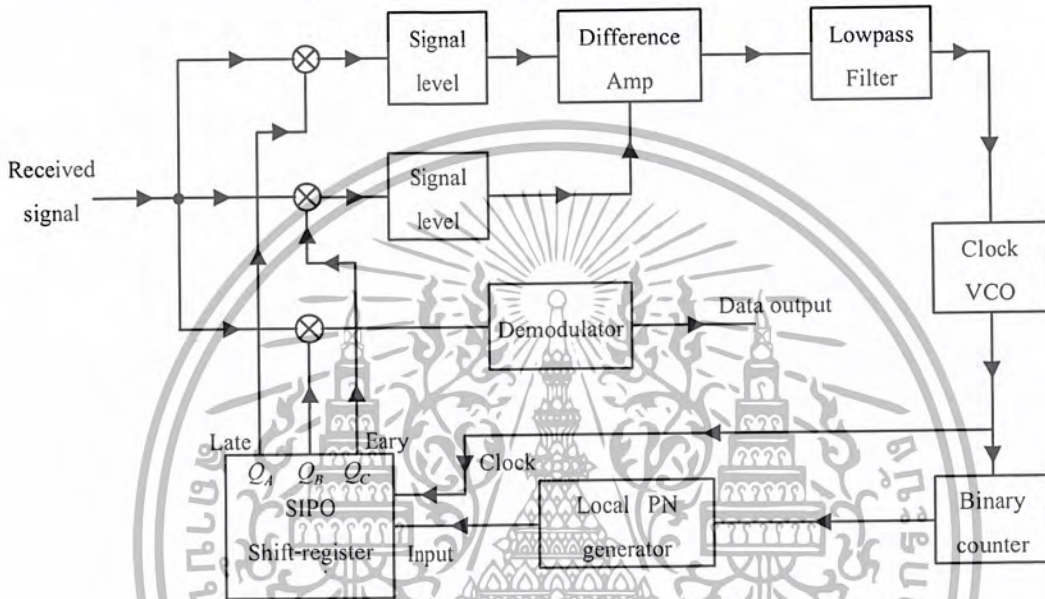 Signal
level
Difference
Amp
Lowpass
Filter
Received
signal
Signal
level
Clock
VCO
Demodulator
Data output
Late
Eary
Q_A Q_B Q_C
SIPO
Shift-register
Clock
Input
Local PN
generator
Binary
counter